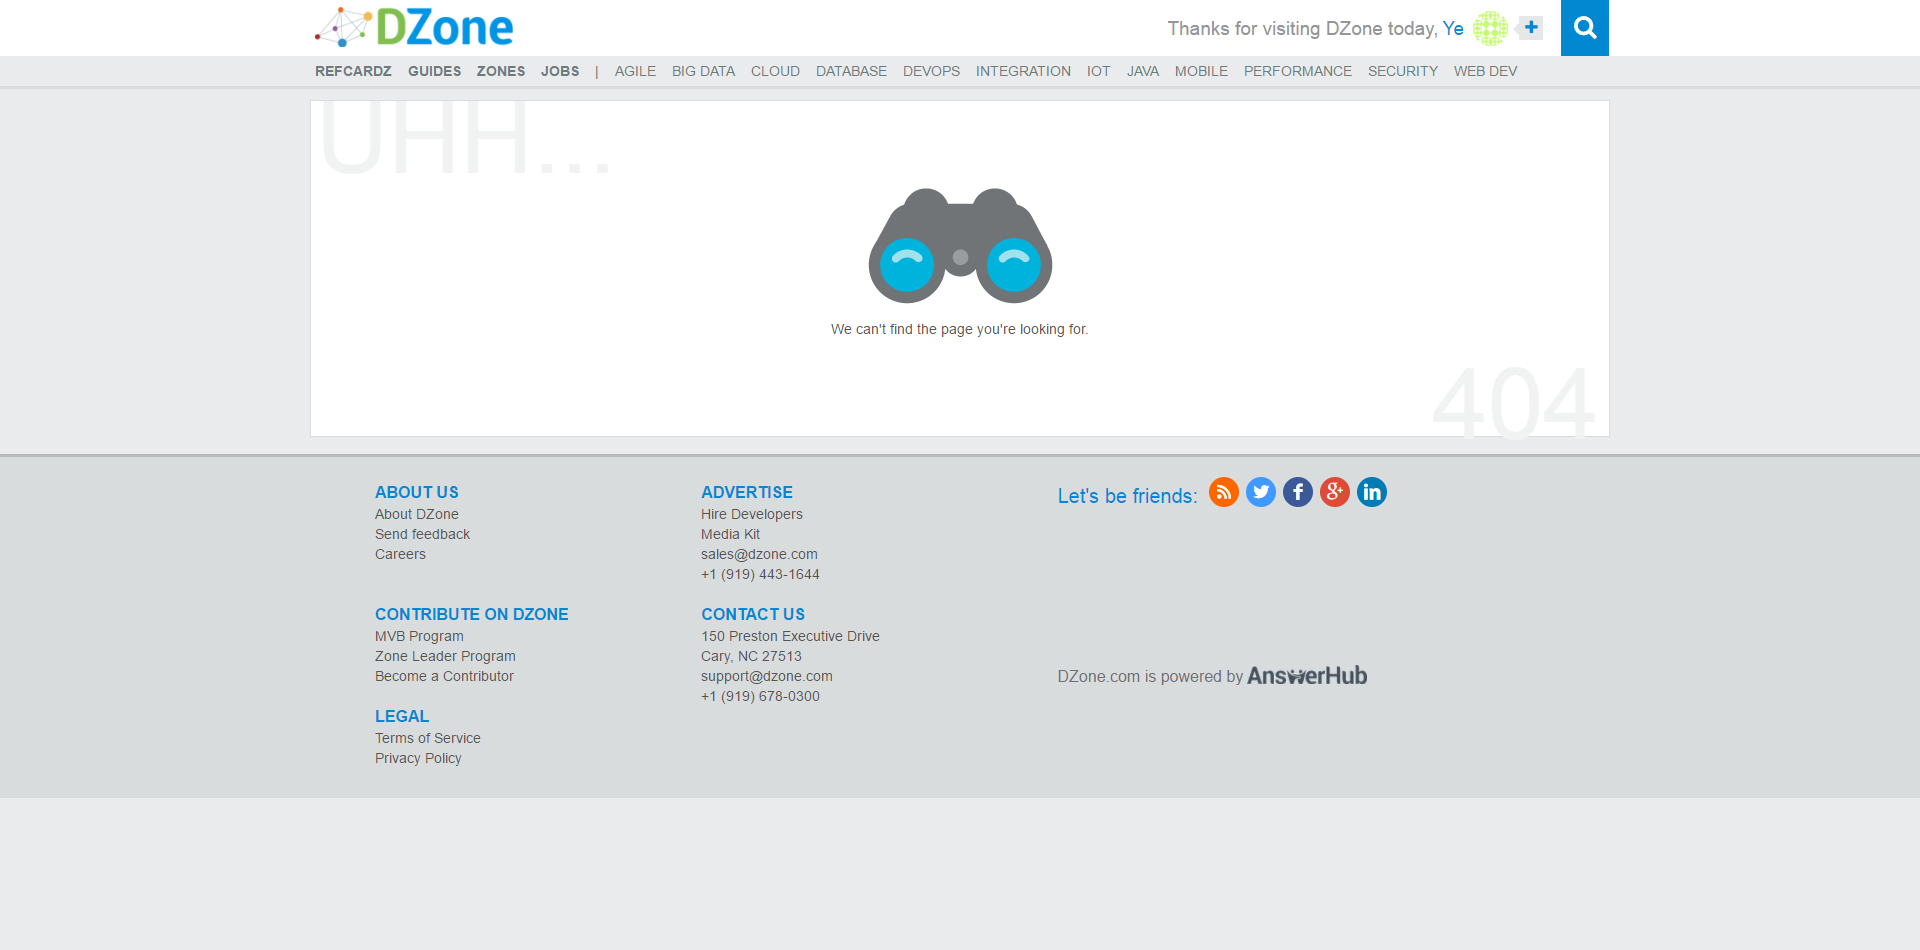 DZone
Thanks for visiting DZone today, Ye
+
REFCARDZ GUIDES ZONES JOBS | AGILE BIG DATA CLOUD DATABASE DEVOPS INTEGRATION IOT JAVA MOBILE PERFORMANCE SECURITY WEB DEV
UHH...
We can't find the page you're looking for.
404
ABOUT US
About DZone
Send feedback
Careers
ADVERTISE
Hire Developers
Media Kit
sales@dzone.com
+1 (919) 443-1644
Let's be friends:
CONTRIBUTE ON DZONE
MVB Program
Zone Leader Program
Become a Contributor
CONTACT US
150 Preston Executive Drive
Cary, NC 27513
support@dzone.com
+1 (919) 678-0300
DZone.com is powered by AnswerHub
LEGAL
Terms of Service
Privacy Policy